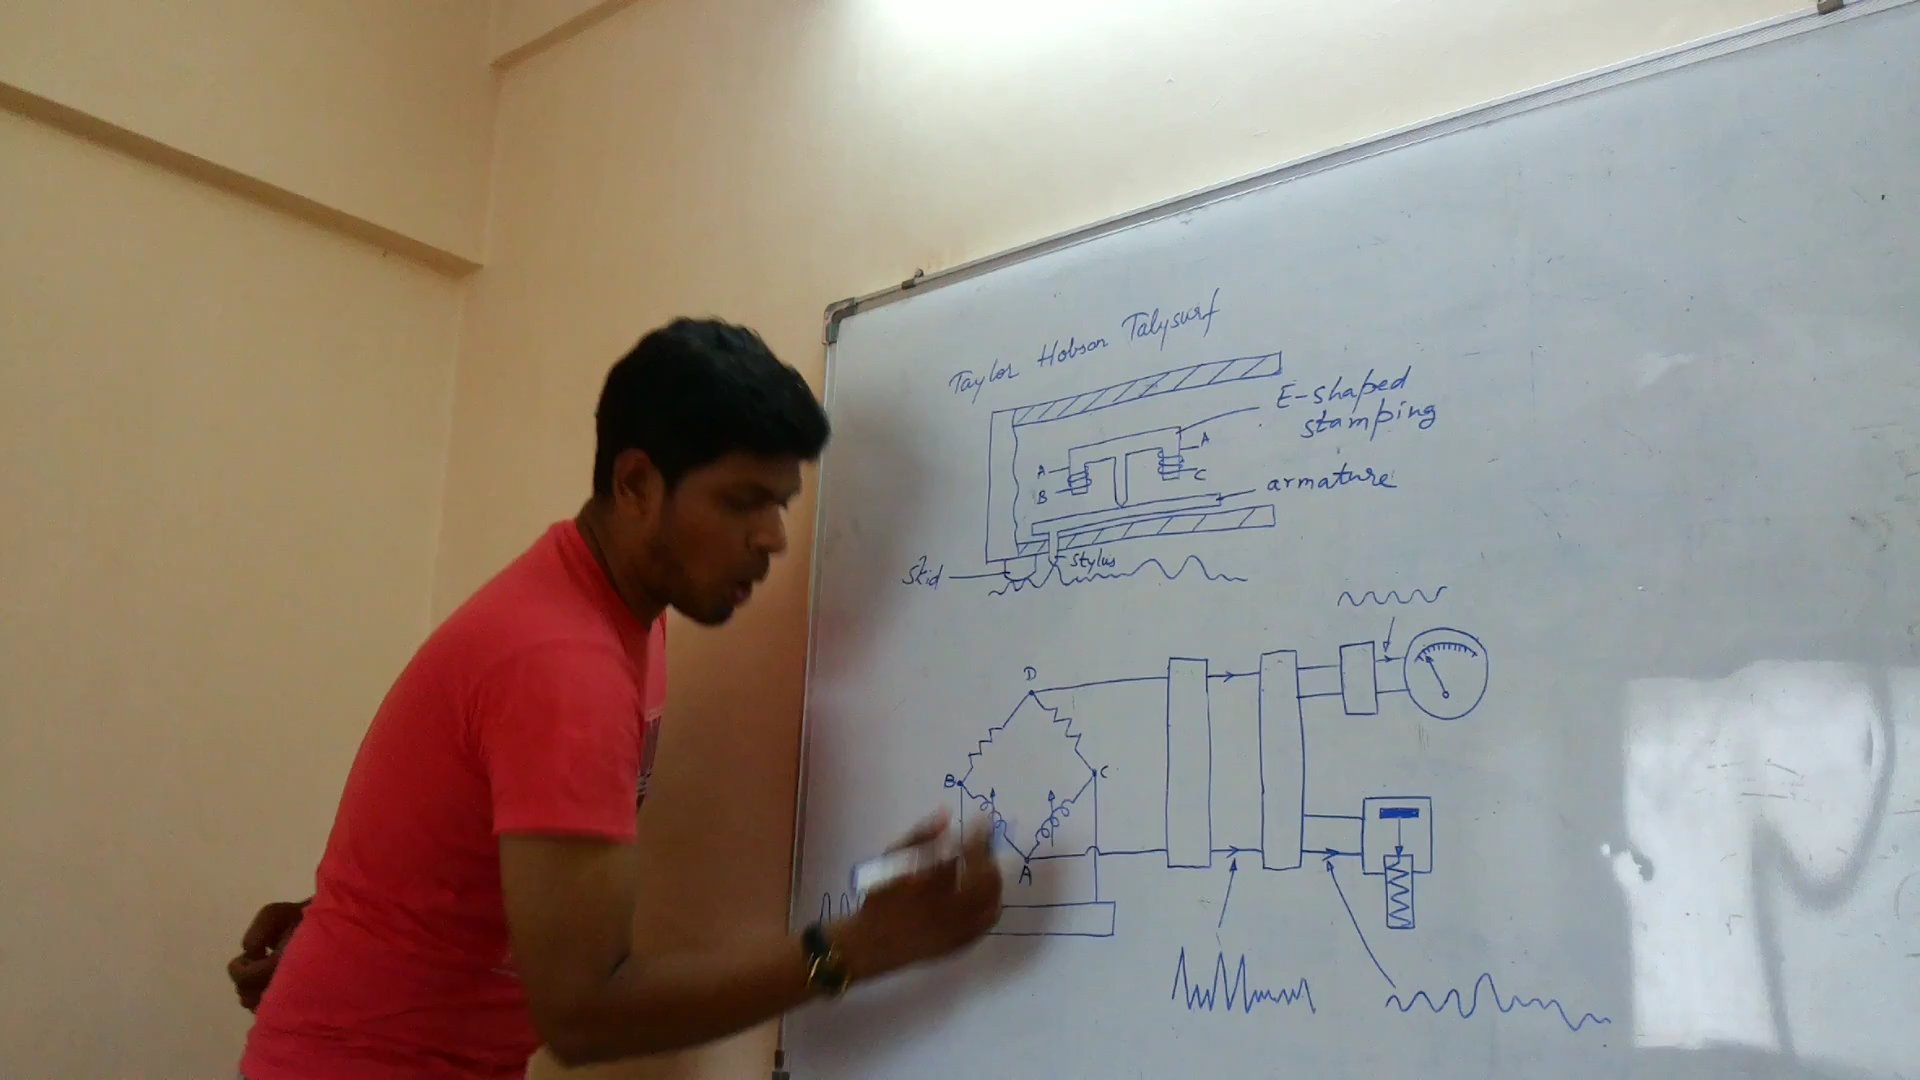 Taylor Hobson Talysurf
E-shaped
stamping
A
A
B
C
armature
Skid
Stylus
D
B
C
A